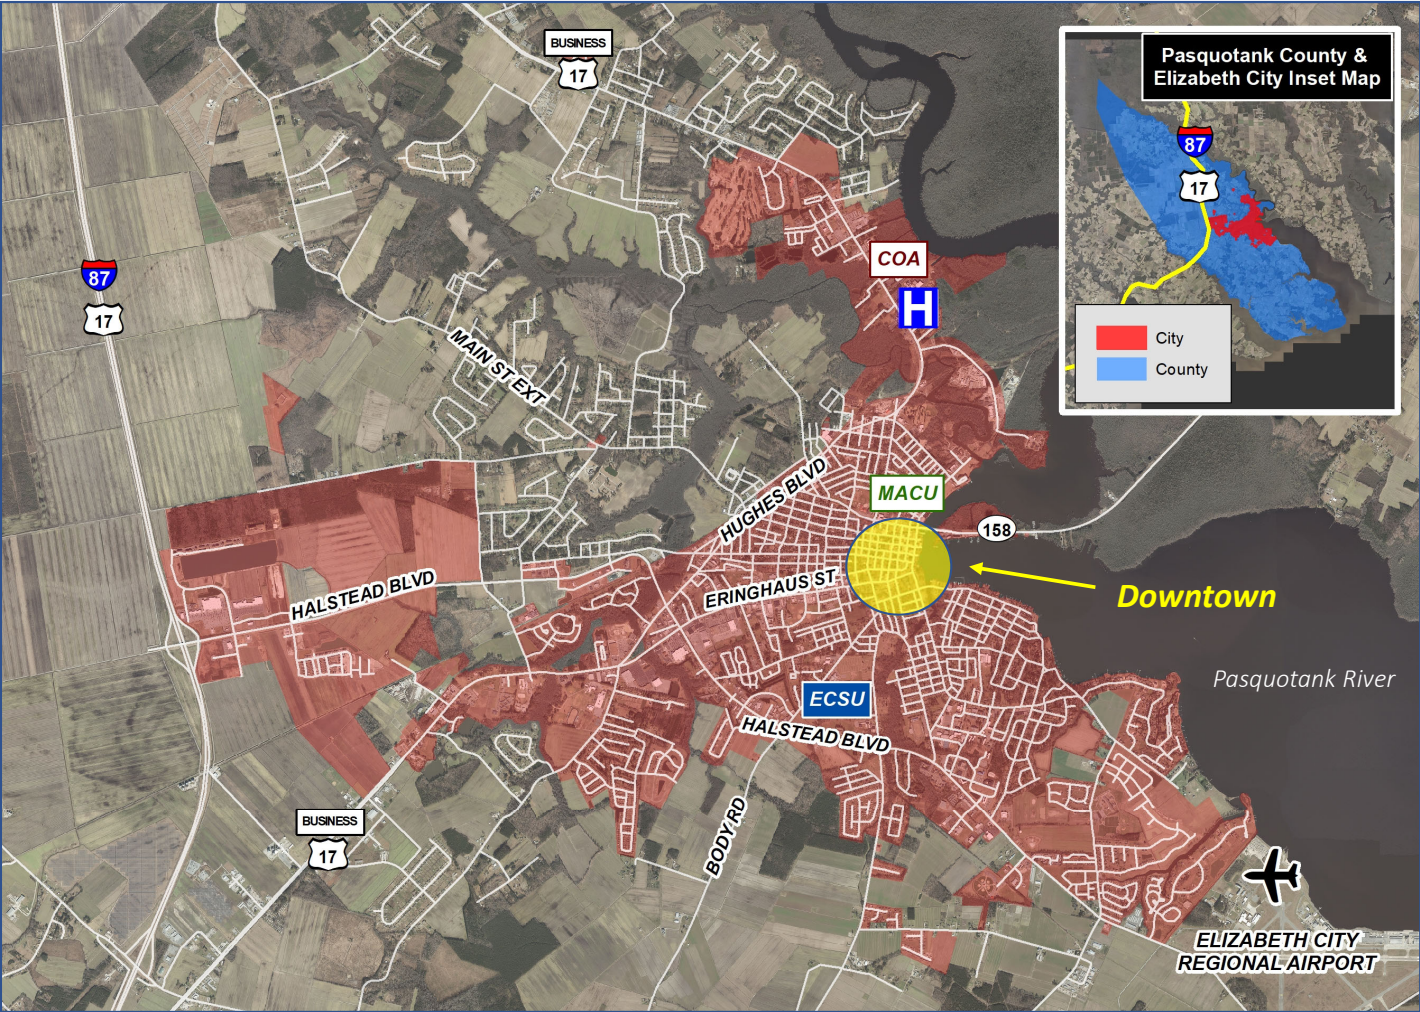 BUSINESS
17
Pasquotank County &
Elizabeth City Inset Map
87
17
City
County
COA
H
87
17
MAIN ST EXT
HUGHES BLVD
MACU
158
HALSTEAD BLVD
ERINGHAUS ST
Downtown
Pasquotank River
ECSU
HALSTEAD BLVD
BODY RD
BUSINESS
17
ELIZABETH CITY
REGIONAL AIRPORT